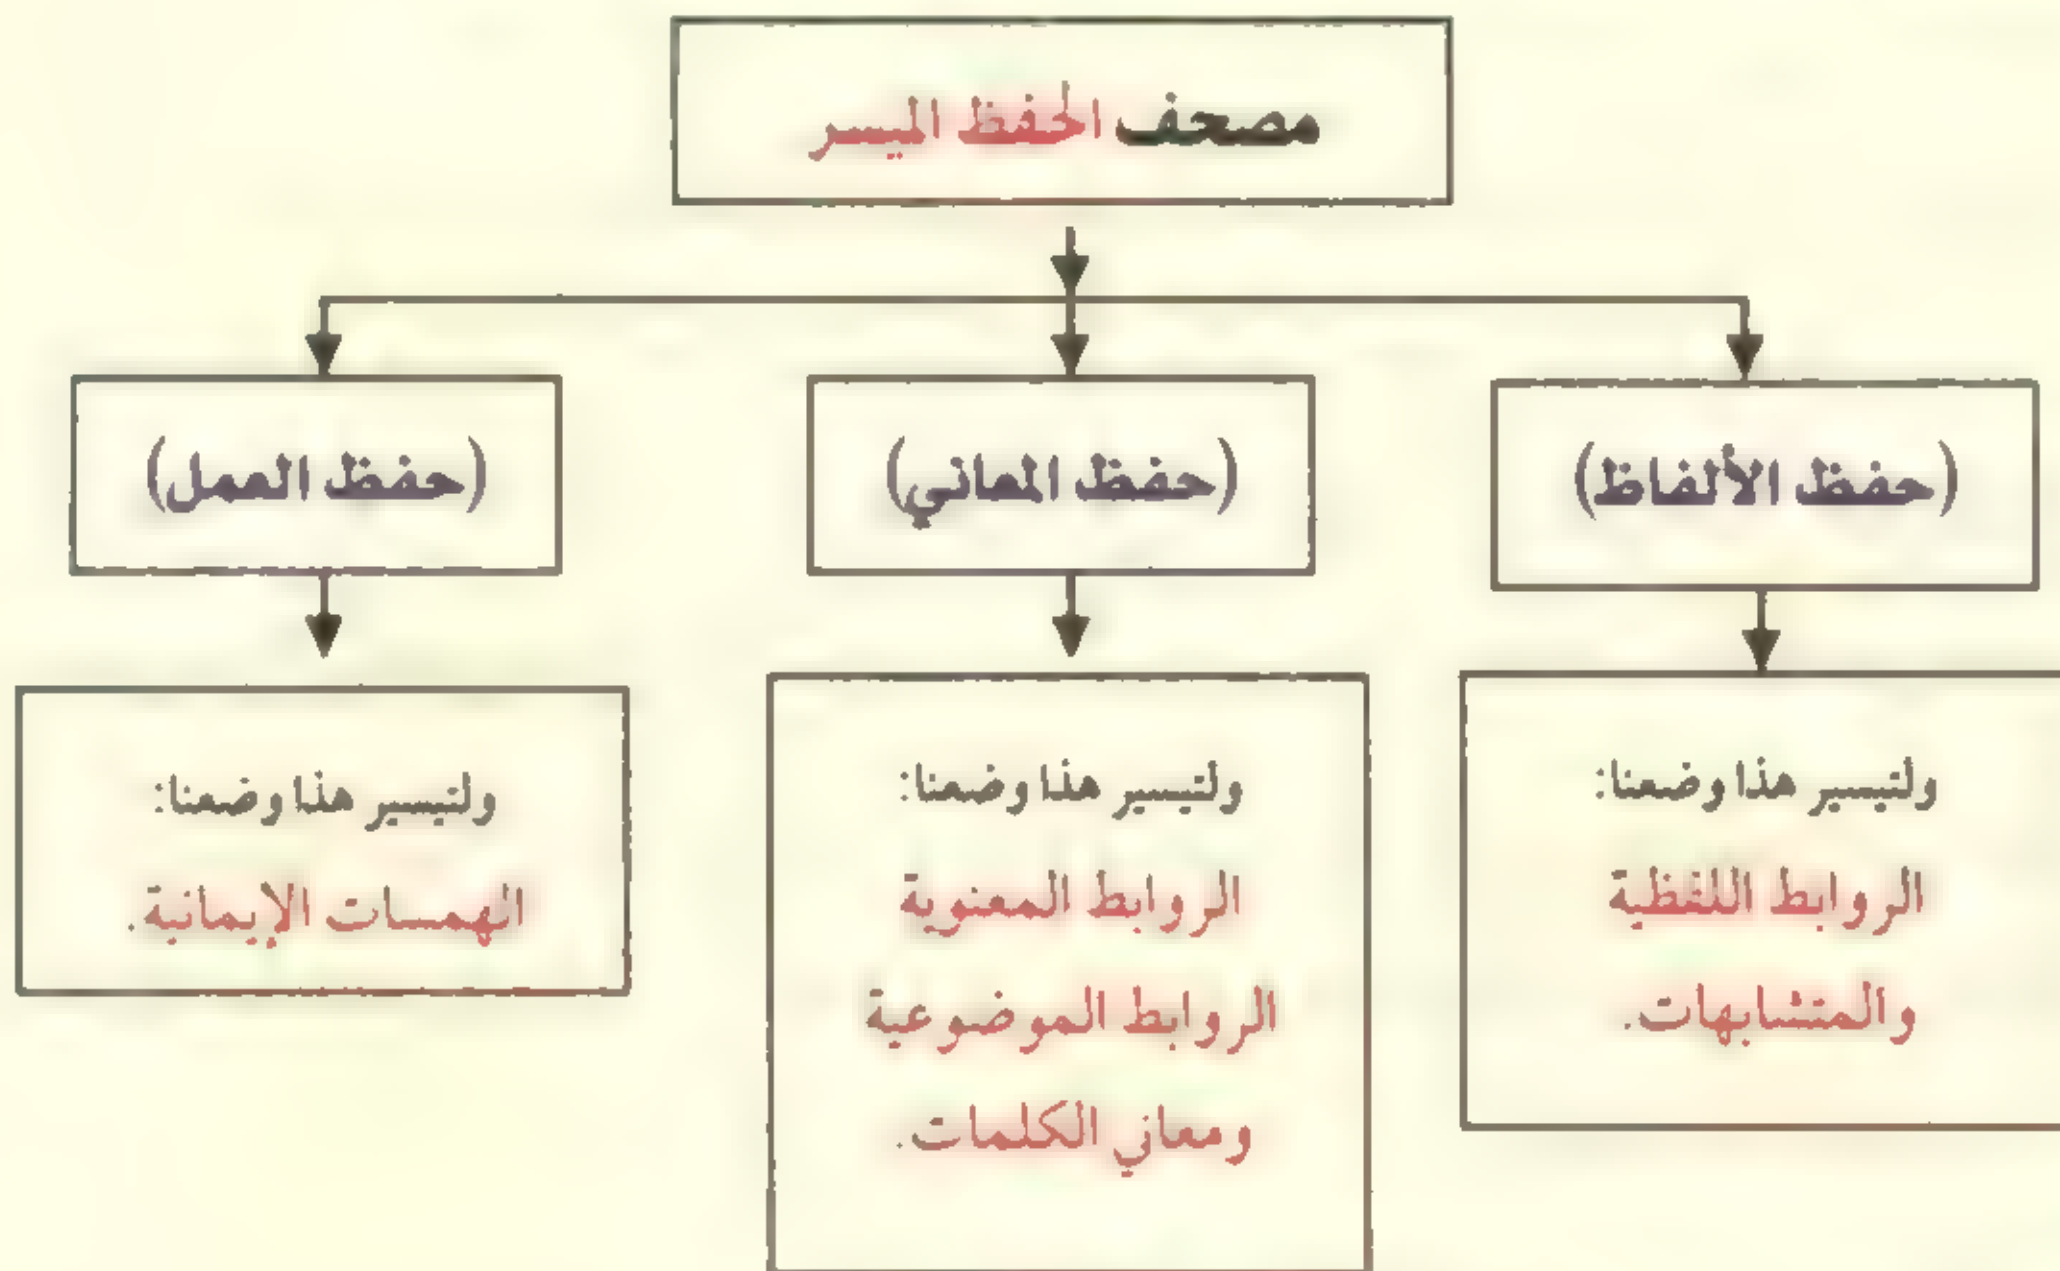 مصحف الحفظ الميسر
(حفظ الألفاظ)
(حفظ المعاني)
(حفظ العمل)
ولتيسير هذا وضعنا:
الروابط اللفظية
والمتشابهات.
ولتيسير هذا وضعنا:
الروابط المعنوية
الروابط الموضوعية
ومعاني الكلمات.
ولتيسير هذا وضعنا:
الهمسات الإيمانية.